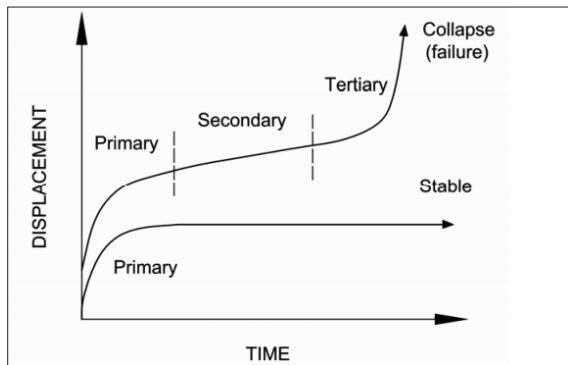 Collapse
(failure)
Tertiary
Secondary
Primary
Stable
Primary
DISPLACEMENT
TIME